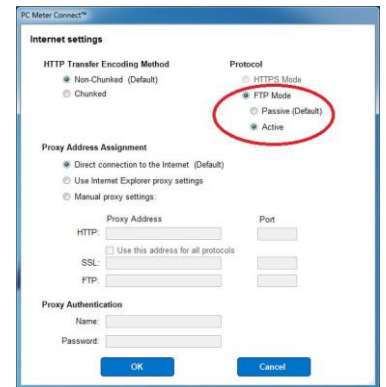 PC Meter Connect™
Internet settings
HTTP Transfer Encoding Method
Protocol
Non-Chunked (Default)
HTTPS Mode
Chunked
FTP Mode
Passive (Default)
Active
Proxy Address Assignment
Direct connection to the Internet (Default)
Use Internet Explorer proxy settings
Manual proxy settings:
Proxy Address
Port
HTTP:
Use this address for all protocols
SSL:
FTP:
Proxy Authentication
Name:
Password:
OK
Cancel